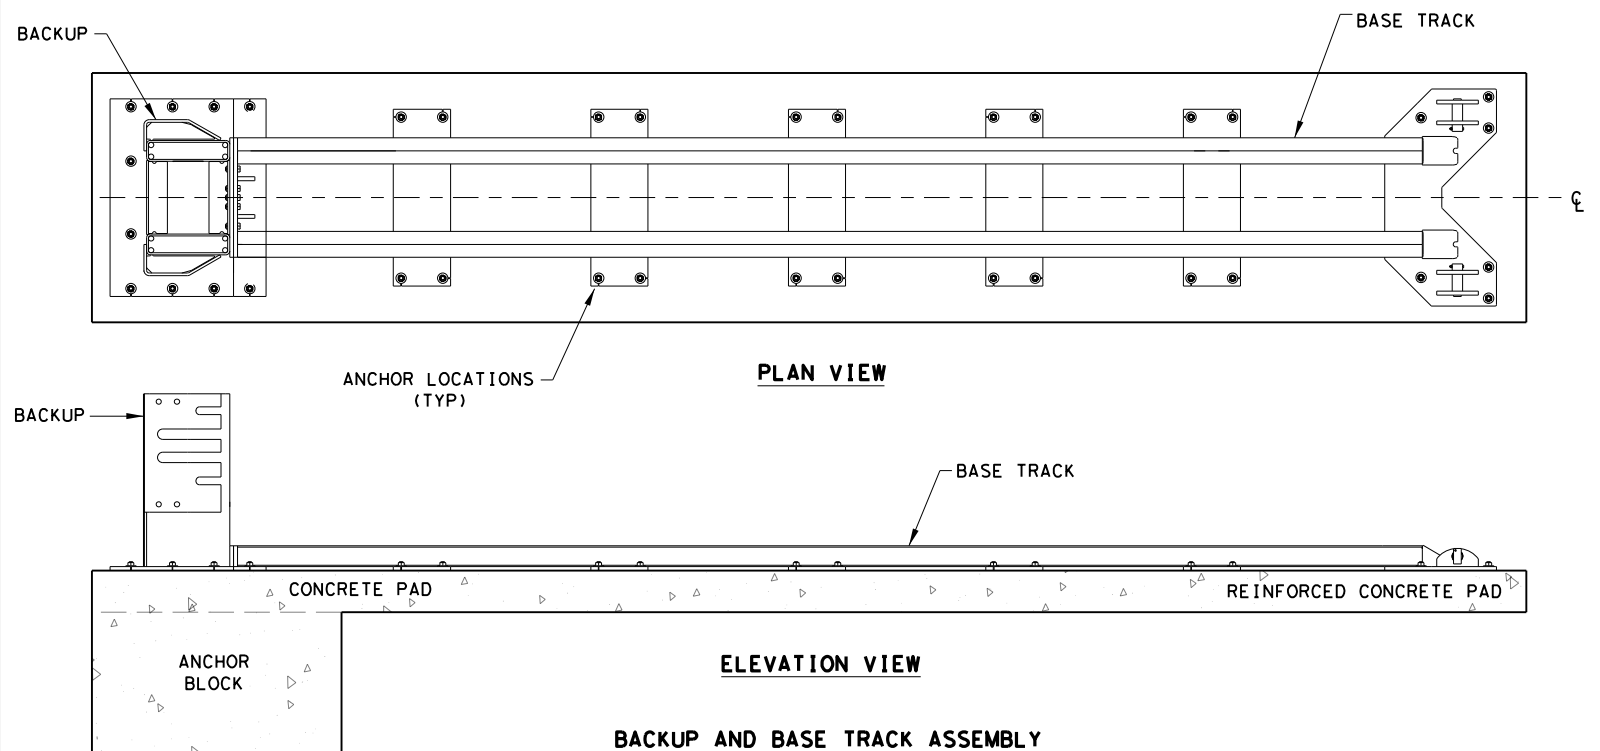 BACKUP
BASE TRACK
℄
ANCHOR LOCATIONS
(TYP)
PLAN VIEW
BACKUP
BASE TRACK
CONCRETE PAD
REINFORCED CONCRETE PAD
ANCHOR
BLOCK
ELEVATION VIEW
BACKUP AND BASE TRACK ASSEMBLY